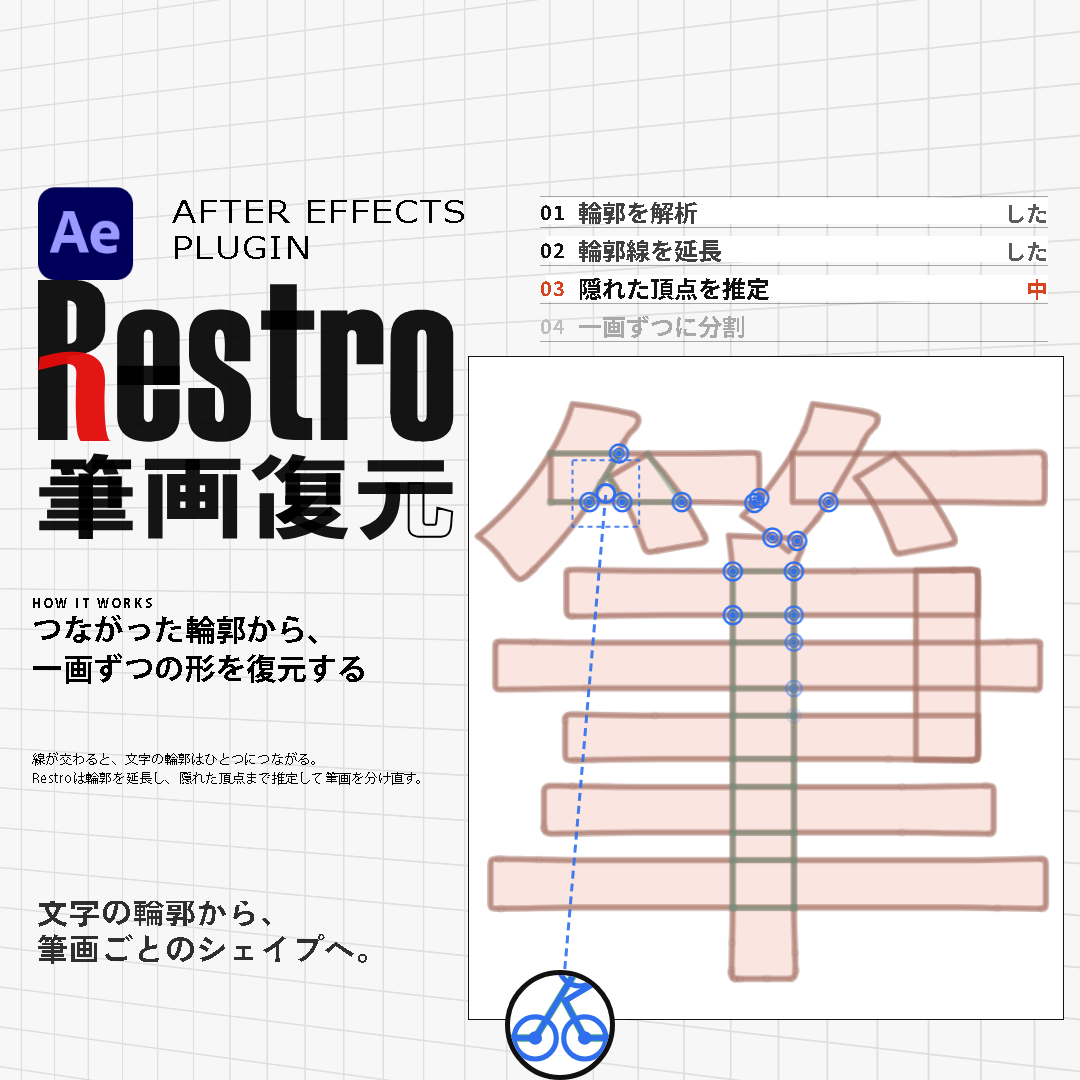 Ae
AFTER EFFECTS
PLUGIN
Restro
筆画復元
01 輪郭を解析 した
02 輪郭線を延長 した
03 隠れた頂点を推定 中
04 一画ずつに分割
HOW IT WORKS
つながった輪郭から、
一画ずつの形を復元する
線が交わると、文字の輪郭はひとつにつながる。
Restroは輪郭を延長し、隠れた頂点まで推定して筆画を分け直す。
文字の輪郭から、
筆画ごとのシェイプへ。
筆